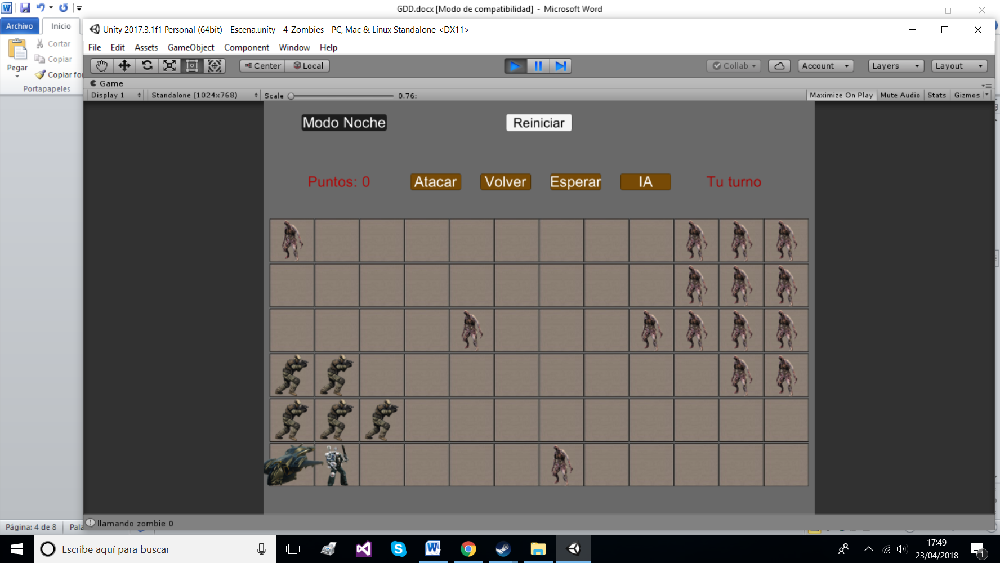 GDD.docx [Modo de compatibilidad] - Microsoft Word
Archivo Inicio
Cortar
Copiar
Pegar
Copiar for
Portapapeles
Unity 2017.3.1f1 Personal (64bit) - Escena.unity - 4-Zombies - PC, Mac & Linux Standalone <DX11>
File Edit Assets GameObject Component Window Help
Center Local Collab Account Layers Layout
Game
Display 1 Standalone (1024x768) Scale 0.76: Maximize On Play Mute Audio Stats Gizmos
Modo Noche Reiniciar
Puntos: 0 Atacar Volver Esperar IA Tu turno
llamando zombie 0
Página: 4 de 8 Pala
Escribe aquí para buscar
17:49
23/04/2018
1